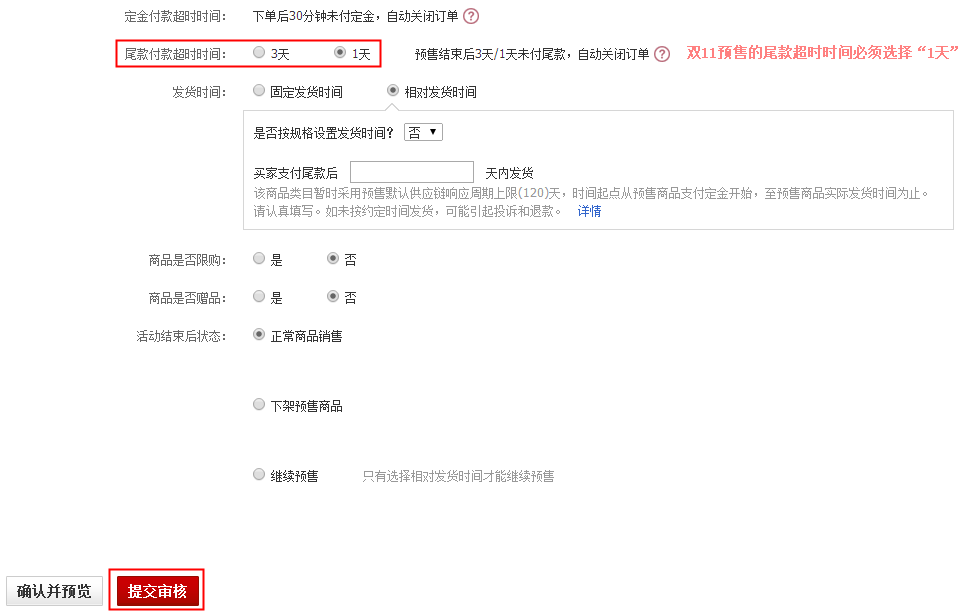 定金付款超时时间： 下单后30分钟未付定金，自动关闭订单 ?
尾款付款超时时间： 3天 1天 预售结束后3天/1天未付尾款，自动关闭订单 ? 双11预售的尾款超时时间必须选择“1天”
发货时间： 固定发货时间 相对发货时间
是否按规格设置发货时间? 否 ▼
买家支付尾款后 天内发货
该商品类目暂时采用预售默认供应链响应周期上限(120)天，时间起点从预售商品支付定金开始，至预售商品实际发货时间为止。
请认真填写。如未按约定时间发货，可能引起投诉和退款。 详情
商品是否限购： 是 否
商品是否赠品： 是 否
活动结束后状态： 正常商品销售
下架预售商品
继续预售 只有选择相对发货时间才能继续预售
确认并预览 提交审核